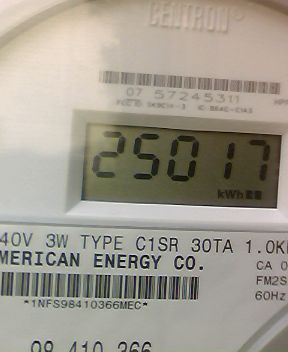 CENTRON®
07 57245311
25017
kWh
40V 3W TYPE C1SR 30TA 1.0K
MERICAN ENERGY CO.
CA 0
FM2S
*1NFS98410366MEC*
60Hz
98 410 366